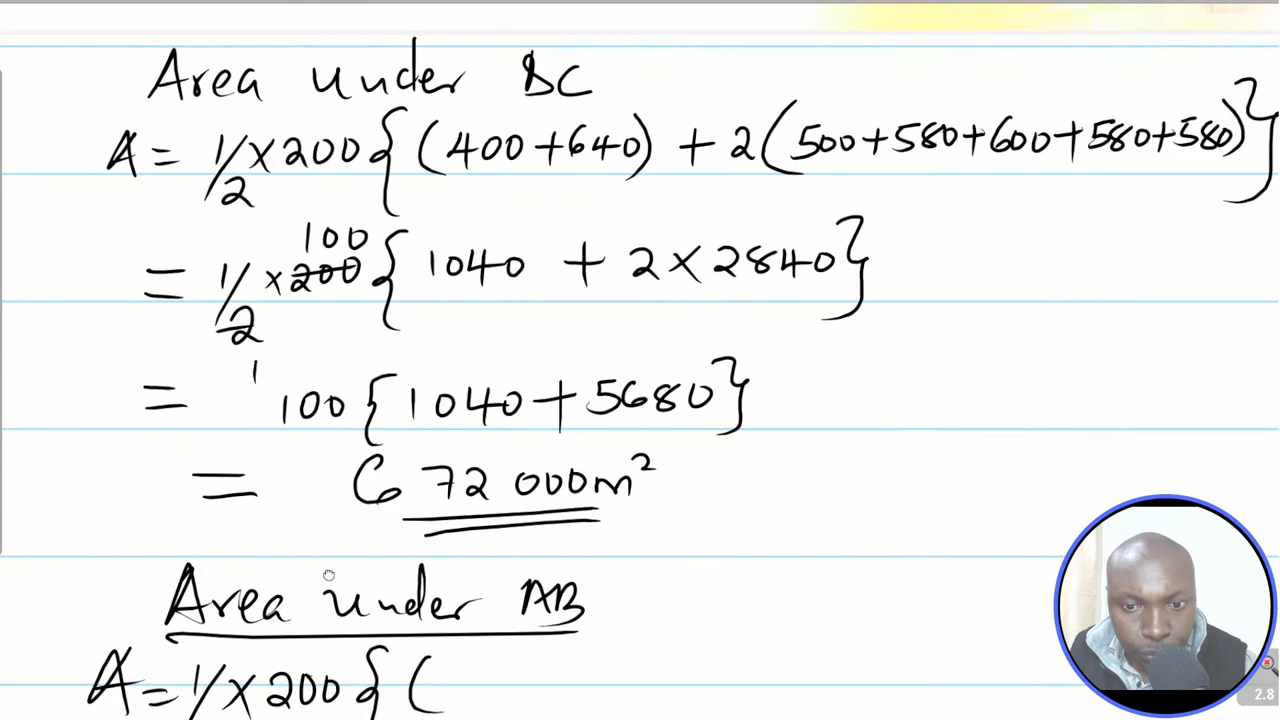 Area under BC
A = 1/2 × 200 { (400 + 640) + 2 (500 + 580 + 600 + 580 + 580) }
100
= 1/2 × 200 { 1040 + 2 × 2840 }
1
= 100 { 1040 + 5680 }
= 672 000m²
Area under AB
A = 1/ × 200 { (
2.8